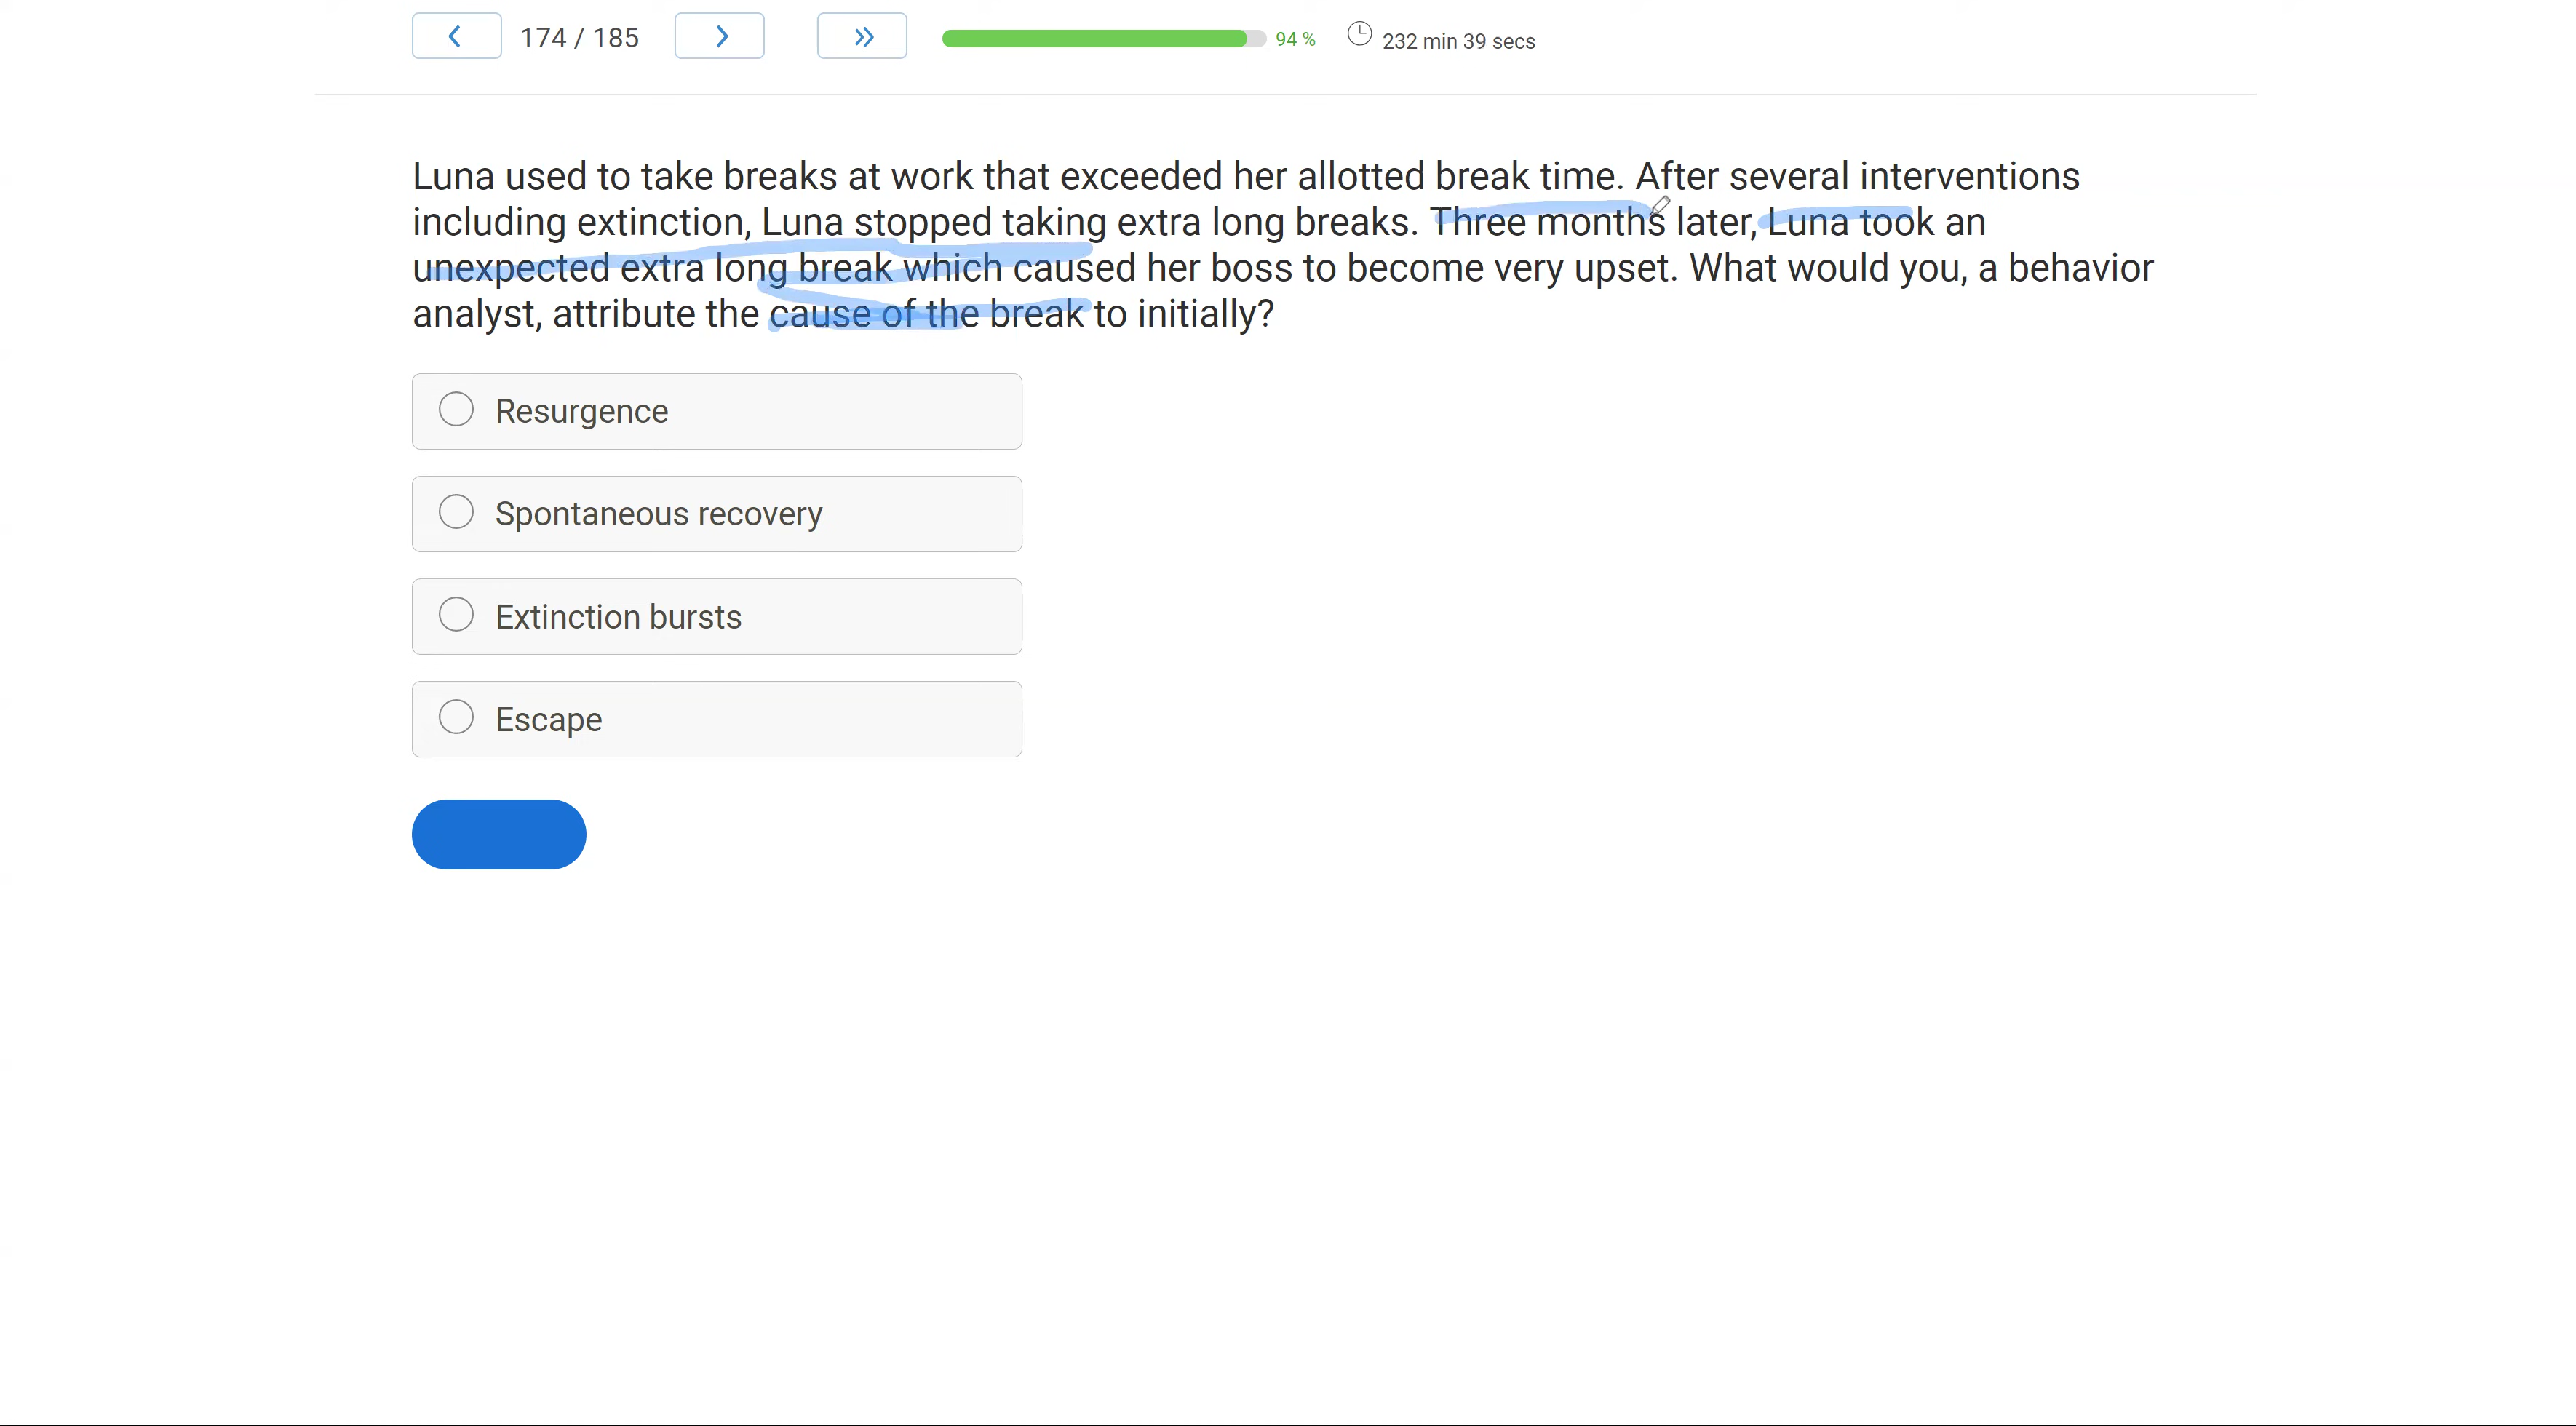 174 / 185
94 %
232 min 39 secs
Luna used to take breaks at work that exceeded her allotted break time. After several interventions
including extinction, Luna stopped taking extra long breaks. Three months later, Luna took an
unexpected extra long break which caused her boss to become very upset. What would you, a behavior
analyst, attribute the cause of the break to initially?
Resurgence
Spontaneous recovery
Extinction bursts
Escape